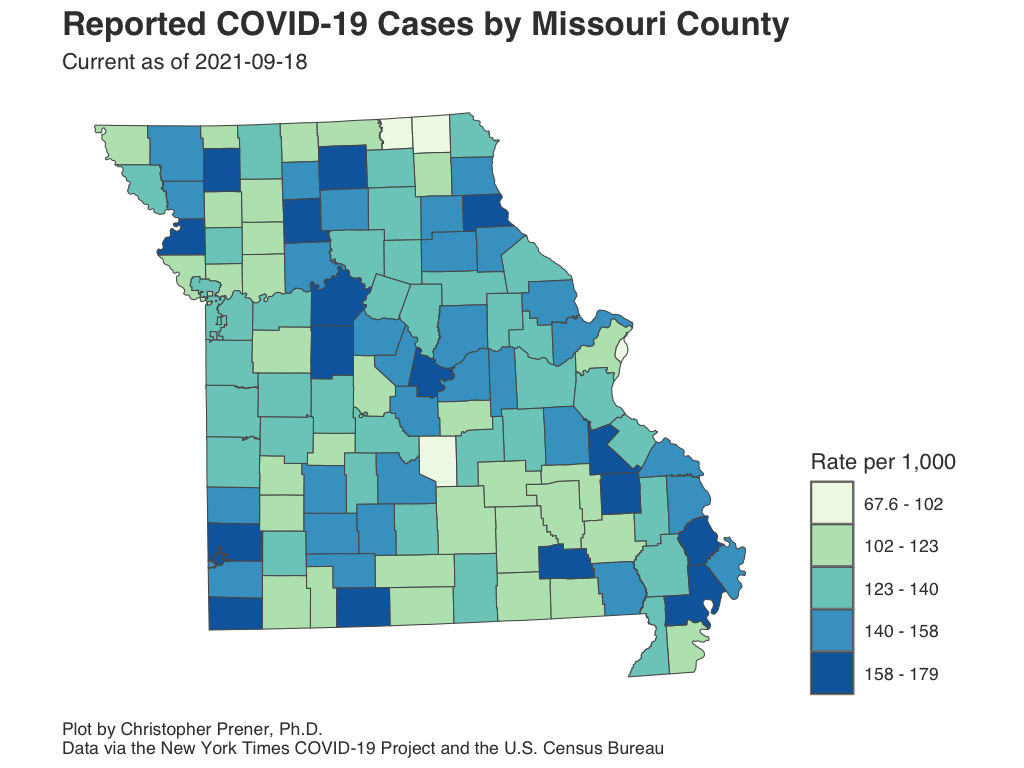 Reported COVID-19 Cases by Missouri County
Current as of 2021-09-18
Rate per 1,000
67.6 - 102
102 - 123
123 - 140
140 - 158
158 - 179
Plot by Christopher Prener, Ph.D.
Data via the New York Times COVID-19 Project and the U.S. Census Bureau